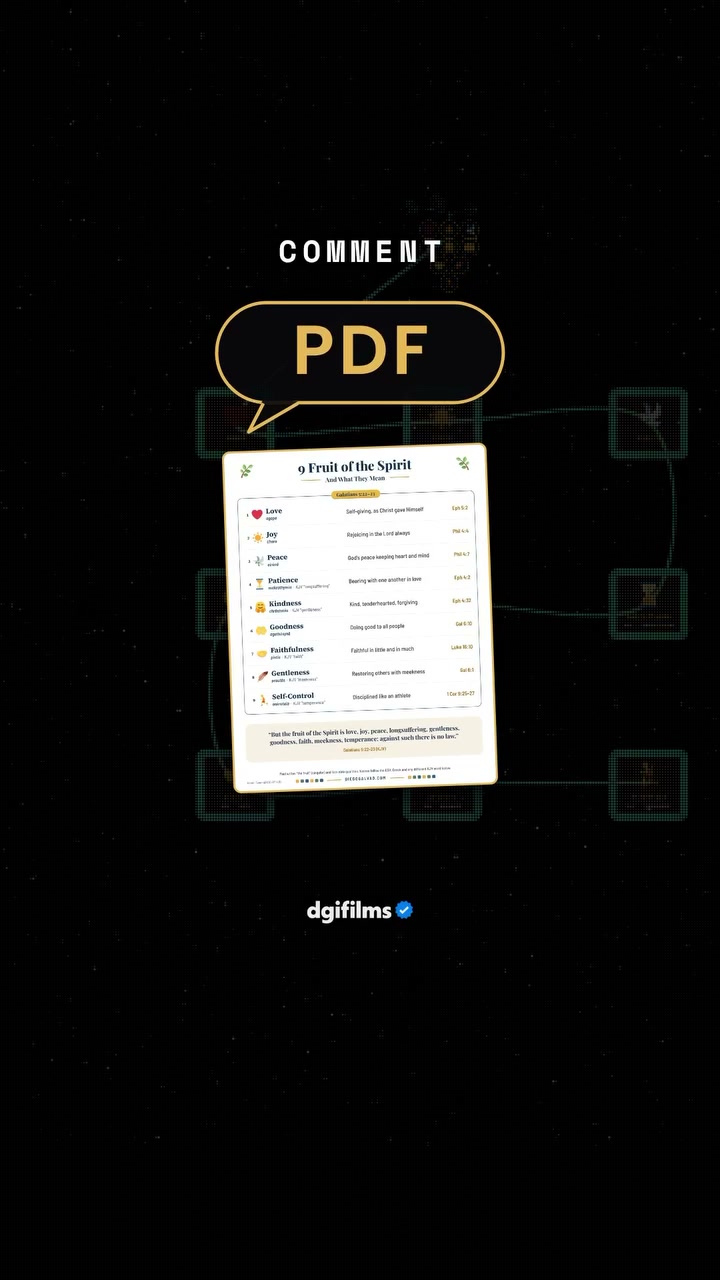 COMMENT
PDF
9 Fruit of the Spirit
And What They Mean
Galatians 5:22–23
1 Love Self-giving, as Christ gave Himself Eph 5:2
agape
2 Joy Rejoicing in the Lord always Phil 4:4
chara
3 Peace God's peace keeping heart and mind Phil 4:7
4 Patience Bearing with one another in love Eph 4:2
KJV "longsuffering"
5 Kindness Kind, tenderhearted, forgiving Eph 4:32
KJV "gentleness"
6 Goodness Doing good to all people Gal 6:10
7 Faithfulness Faithful in little and in much Luke 16:10
KJV "faith"
8 Gentleness Restoring others with meekness Gal 6:1
KJV "meekness"
9 Self-Control Disciplined like an athlete 1 Cor 9:25–27
KJV "temperance"
"But the fruit of the Spirit is love, joy, peace, longsuffering, gentleness,
goodness, faith, meekness, temperance: against such there is no law."
Galatians 5:22–23 (KJV)
dgifilms